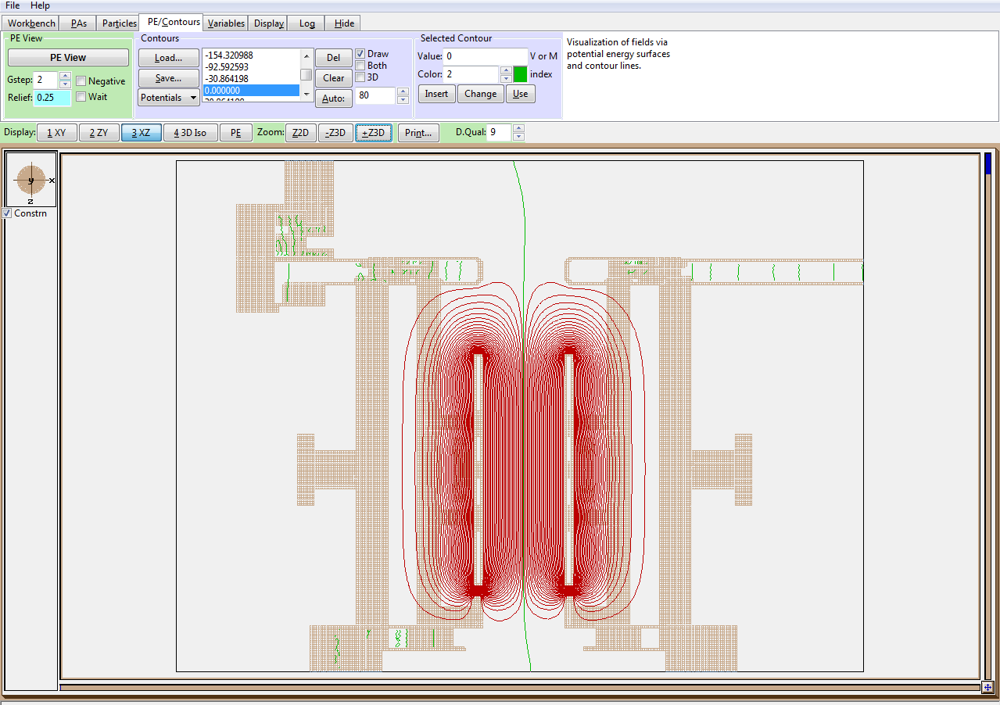 File Help
Workbench PAs Particles PE/Contours Variables Display Log Hide
PE View
PE View
Gstep: 2 Negative
Relief: 0.25 Wait
Contours
Load...
Save...
Potentials
-154.320988
-92.592593
-30.864198
0.000000
Del
Clear
Auto: 80
Draw
Both
3D
Selected Contour
Value: 0 V or M
Color: 2 index
Insert Change Use
Visualization of fields via
potential energy surfaces
and contour lines.
Display: 1 XY 2 ZY 3 XZ 4 3D Iso PE Zoom: Z2D -Z3D +Z3D Print... D.Qual: 9
y x
z
Constrn